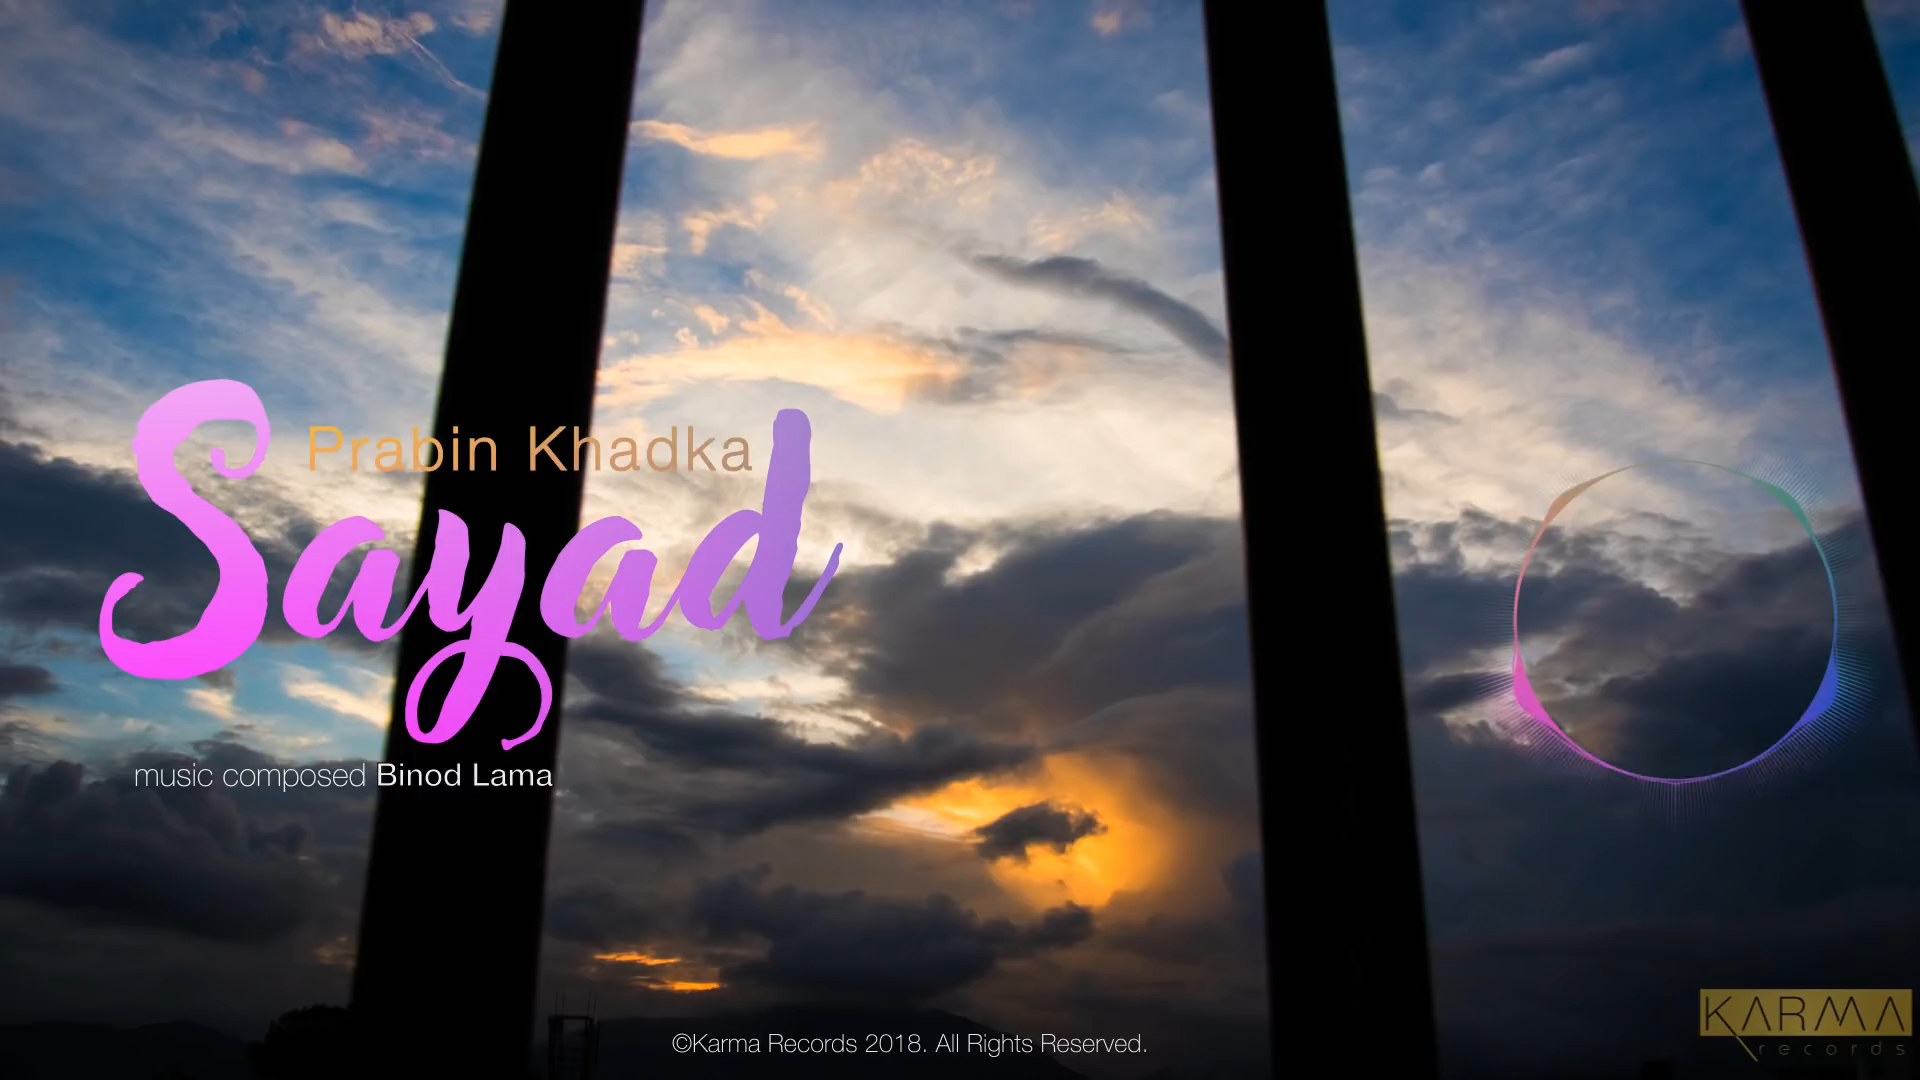 Prabin Khadka
Sayad
music composed Binod Lama
©Karma Records 2018. All Rights Reserved.
KARMA
records